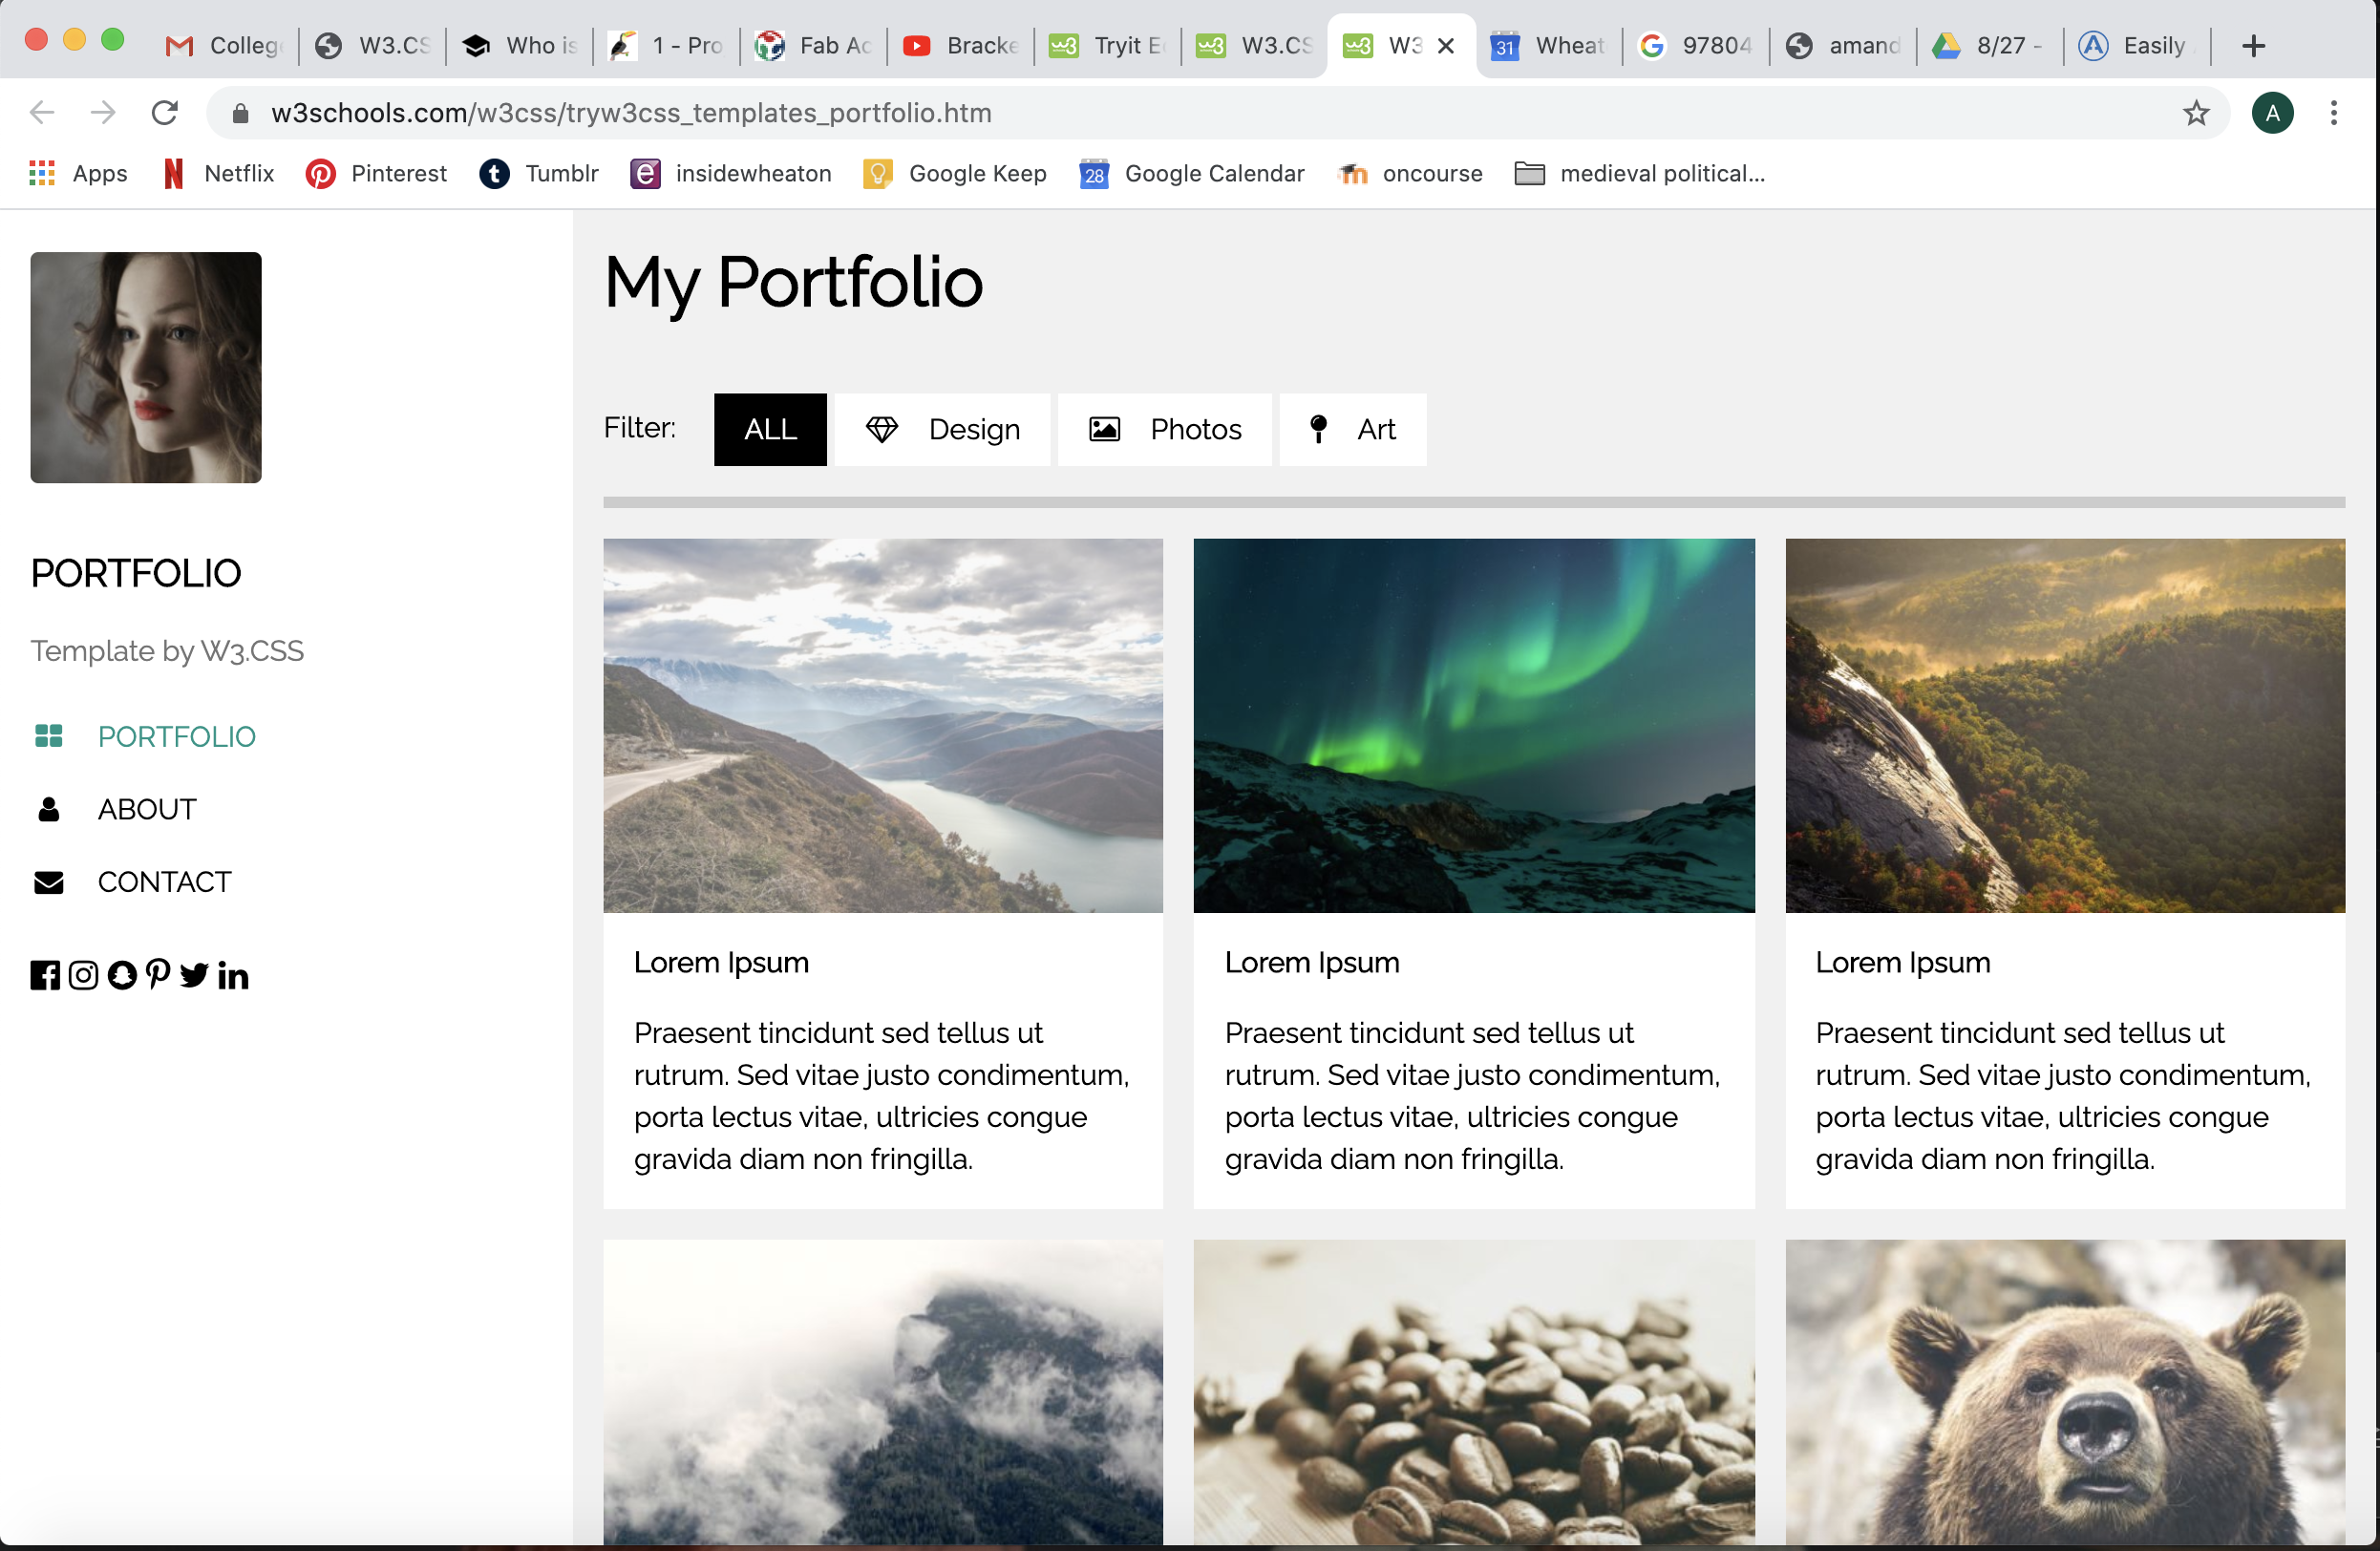 College
W3.CS
Who is
1 - Pro
Fab Ac
Bracke
Tryit E
W3.CS
W3
31
Wheat
97804
amand
8/27 -
Easily
w3schools.com/w3css/tryw3css_templates_portfolio.htm
A
Apps
Netflix
Pinterest
Tumblr
insidewheaton
Google Keep
28
Google Calendar
oncourse
medieval political...
My Portfolio
Filter:
ALL
Design
Photos
Art
PORTFOLIO
Template by W3.CSS
PORTFOLIO
ABOUT
CONTACT
Lorem Ipsum
Praesent tincidunt sed tellus ut
rutrum. Sed vitae justo condimentum,
porta lectus vitae, ultricies congue
gravida diam non fringilla.
Lorem Ipsum
Praesent tincidunt sed tellus ut
rutrum. Sed vitae justo condimentum,
porta lectus vitae, ultricies congue
gravida diam non fringilla.
Lorem Ipsum
Praesent tincidunt sed tellus ut
rutrum. Sed vitae justo condimentum,
porta lectus vitae, ultricies congue
gravida diam non fringilla.